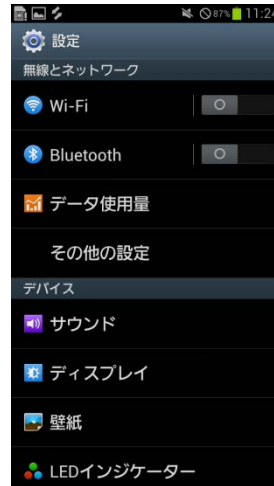 87% 11:24
設定
無線とネットワーク
Wi-Fi
Bluetooth
データ使用量
その他の設定
デバイス
サウンド
ディスプレイ
壁紙
LEDインジケーター